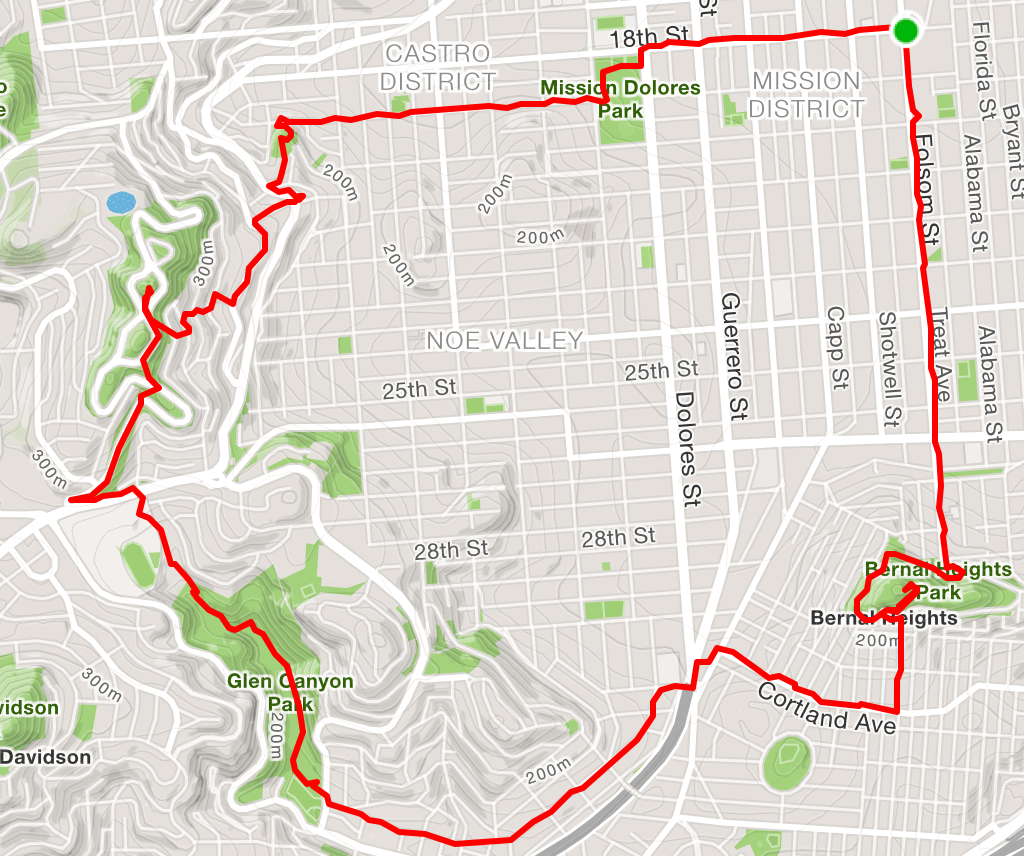 St
18th St
CASTRO
DISTRICT
Mission Dolores
Park
MISSION
DISTRICT
Florida St
Bryant St
Alabama St
Folsom St
200m
200m
200m
200m
300m
NOE VALLEY
Guerrero St
Capp St
Shotwell St
Treat Ave
Alabama St
25th St
25th St
Dolores St
300m
28th St
28th St
Bernal Heights
Park
Bernal Heights
200m
Glen Canyon
Park
200m
300m
vidson
Davidson
Cortland Ave
200m